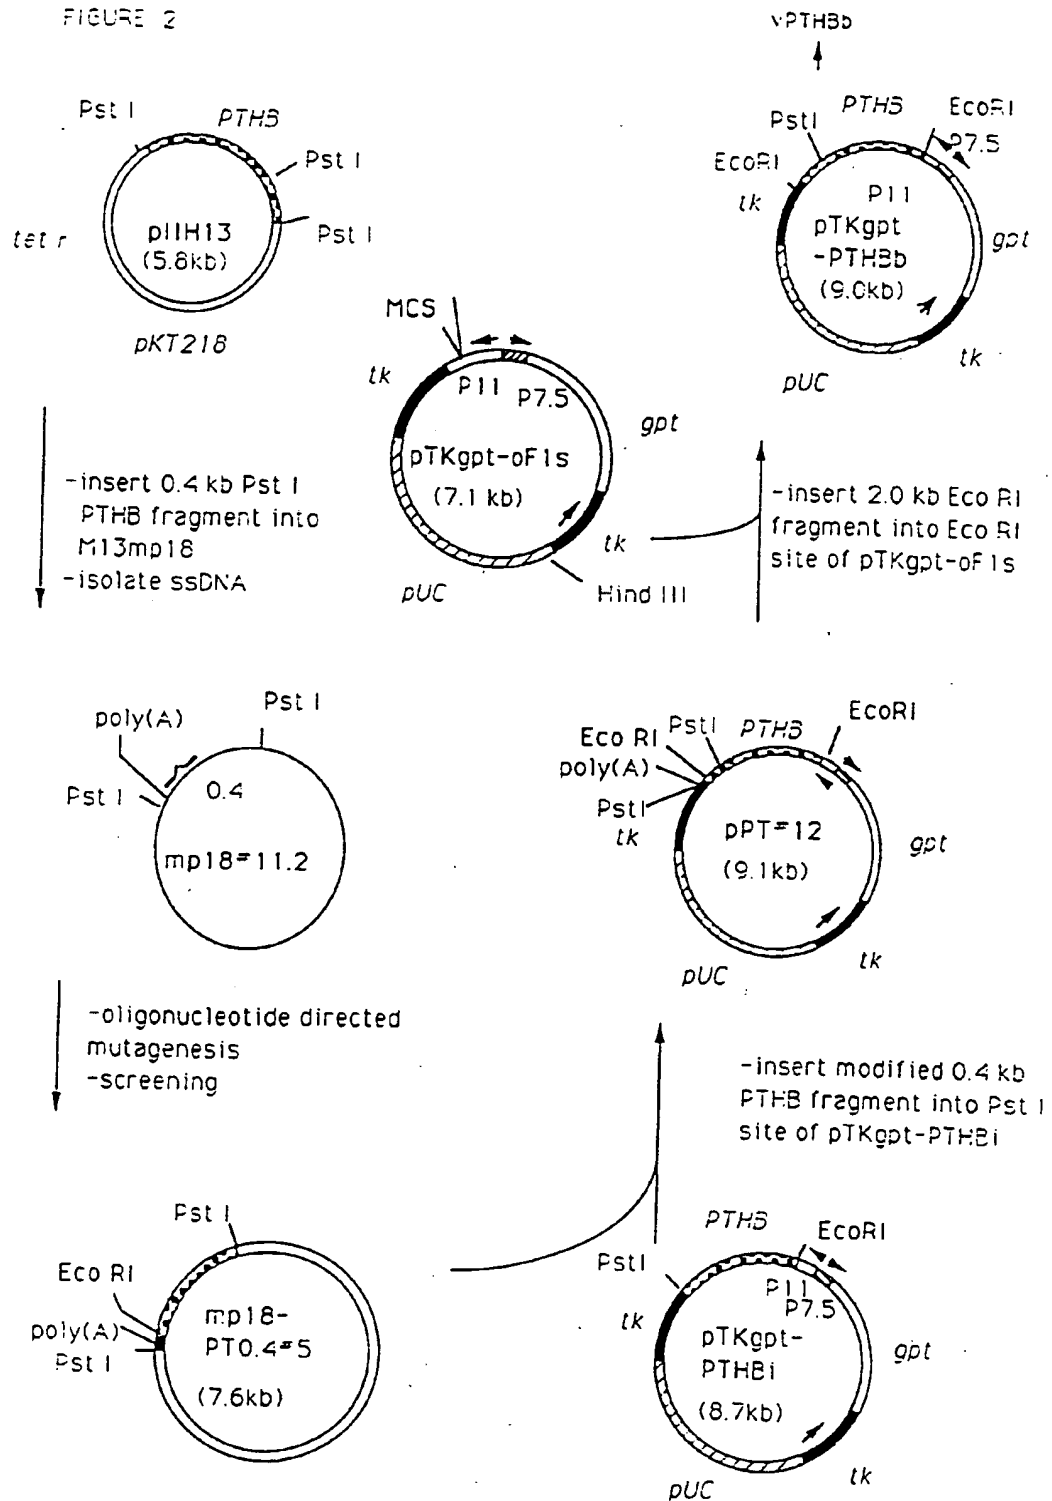 FIGURE 2
Pst I
PTHB
Pst I
Pst I
tet r
pIIH13
(5.8kb)
pKT218
-insert 0.4 kb Pst I
PTHB fragment into
M13mp18
-isolate ssDNA
poly(A)
Pst I
Pst I
0.4
mp18#11.2
-oligonucleotide directed
mutagenesis
-screening
Pst I
Eco RI
poly(A)
Pst I
mp18-
PT0.4#5
(7.6kb)
MCS
tk
P11
P7.5
gpt
pTKgpt-oF1s
(7.1 kb)
tk
pUC
Hind III
vPTHBb
PTHB
EcoRI
PstI
P7.5
EcoRI
tk
P11
pTKgpt
-PTHBb
(9.0kb)
gpt
tk
pUC
-insert 2.0 kb Eco RI
fragment into Eco RI
site of pTKgpt-oF1s
EcoRI
PstI
PTHB
Eco RI
poly(A)
PstI
tk
pPT#12
(9.1kb)
gpt
tk
pUC
-insert modified 0.4 kb
PTHB fragment into Pst I
site of pTKgpt-PTHBi
PTHB
EcoRI
PstI
P11
P7.5
tk
pTKgpt-
PTHBi
(8.7kb)
gpt
tk
pUC